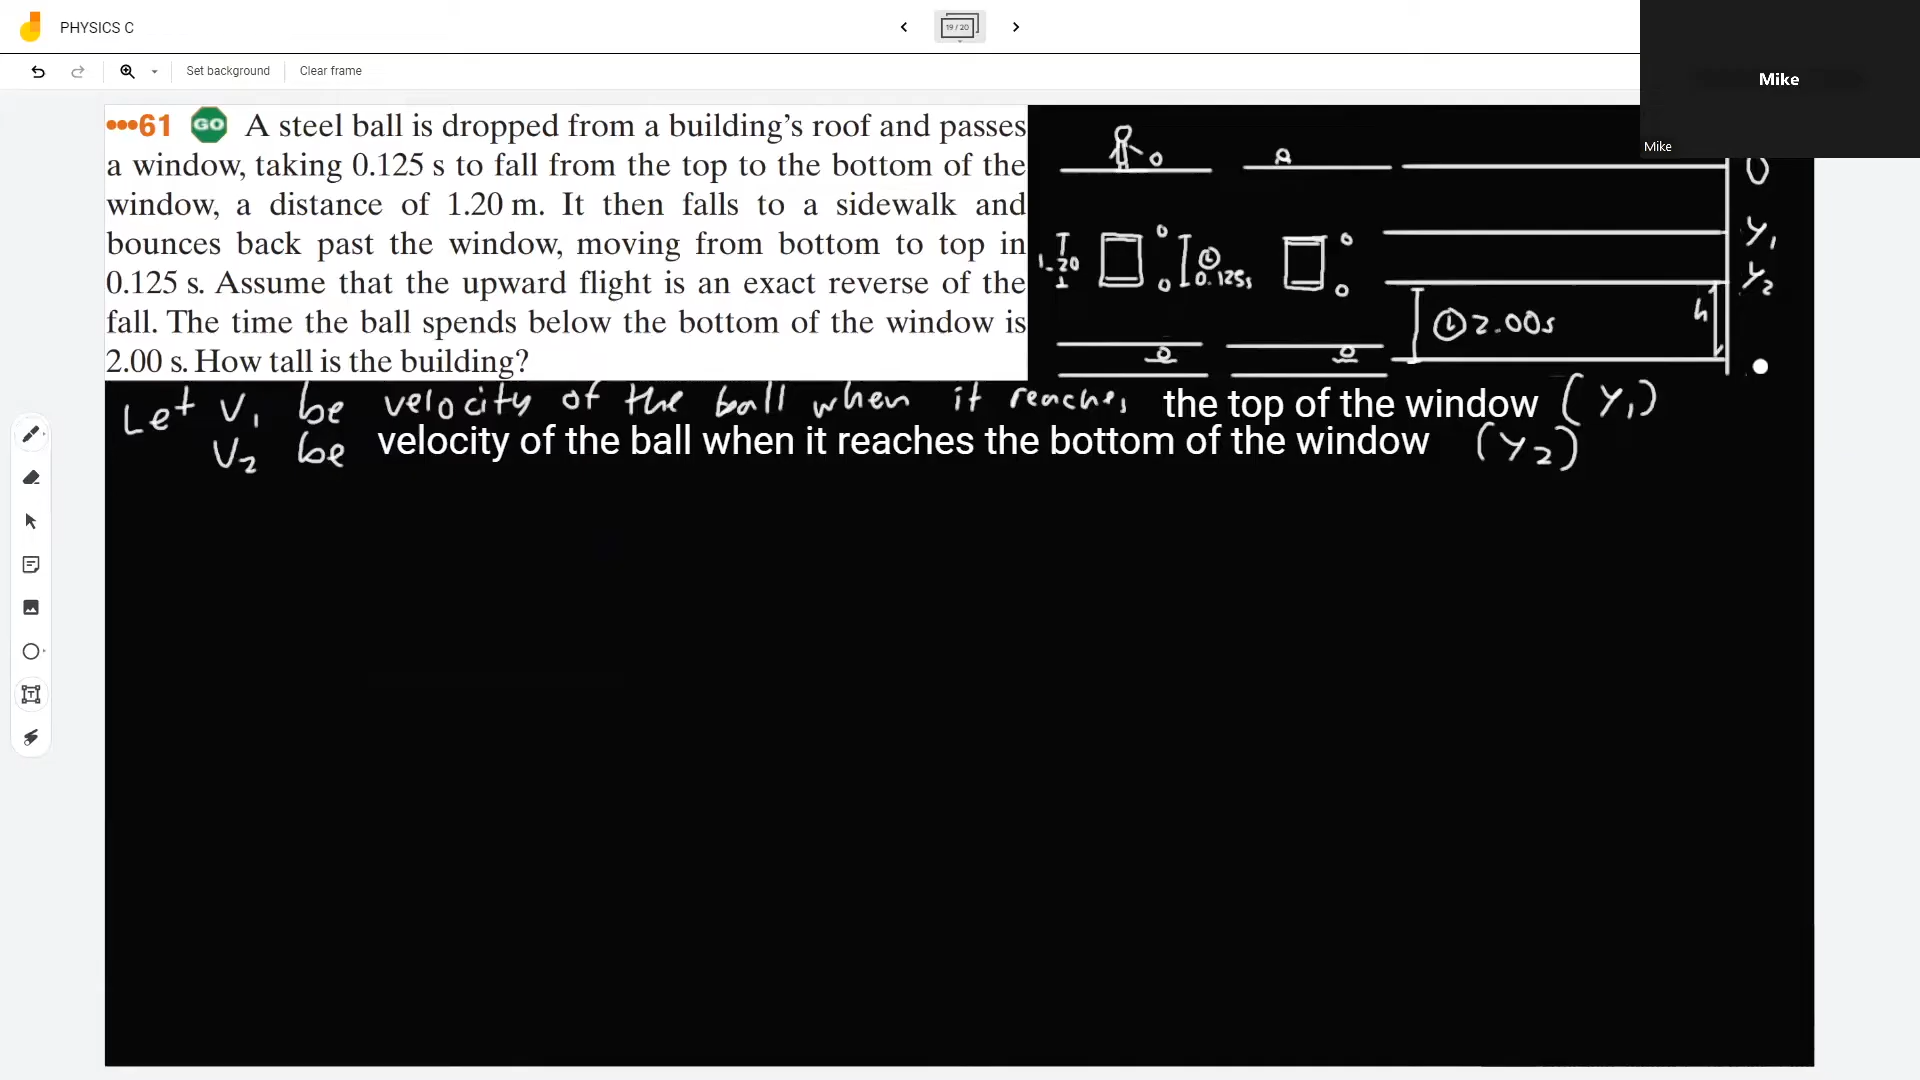 PHYSICS C
19 / 20
Set background
Clear frame
Mike
Mike
•••61 GO A steel ball is dropped from a building's roof and passes
a window, taking 0.125 s to fall from the top to the bottom of the
window, a distance of 1.20 m. It then falls to a sidewalk and
bounces back past the window, moving from bottom to top in
0.125 s. Assume that the upward flight is an exact reverse of the
fall. The time the ball spends below the bottom of the window is
2.00 s. How tall is the building?
0
y₁
1.20
0.125s
y₂
h
2.00s
Let V₁ be velocity of the ball when it reaches the top of the window (y₁)
V₂ be velocity of the ball when it reaches the bottom of the window (y₂)